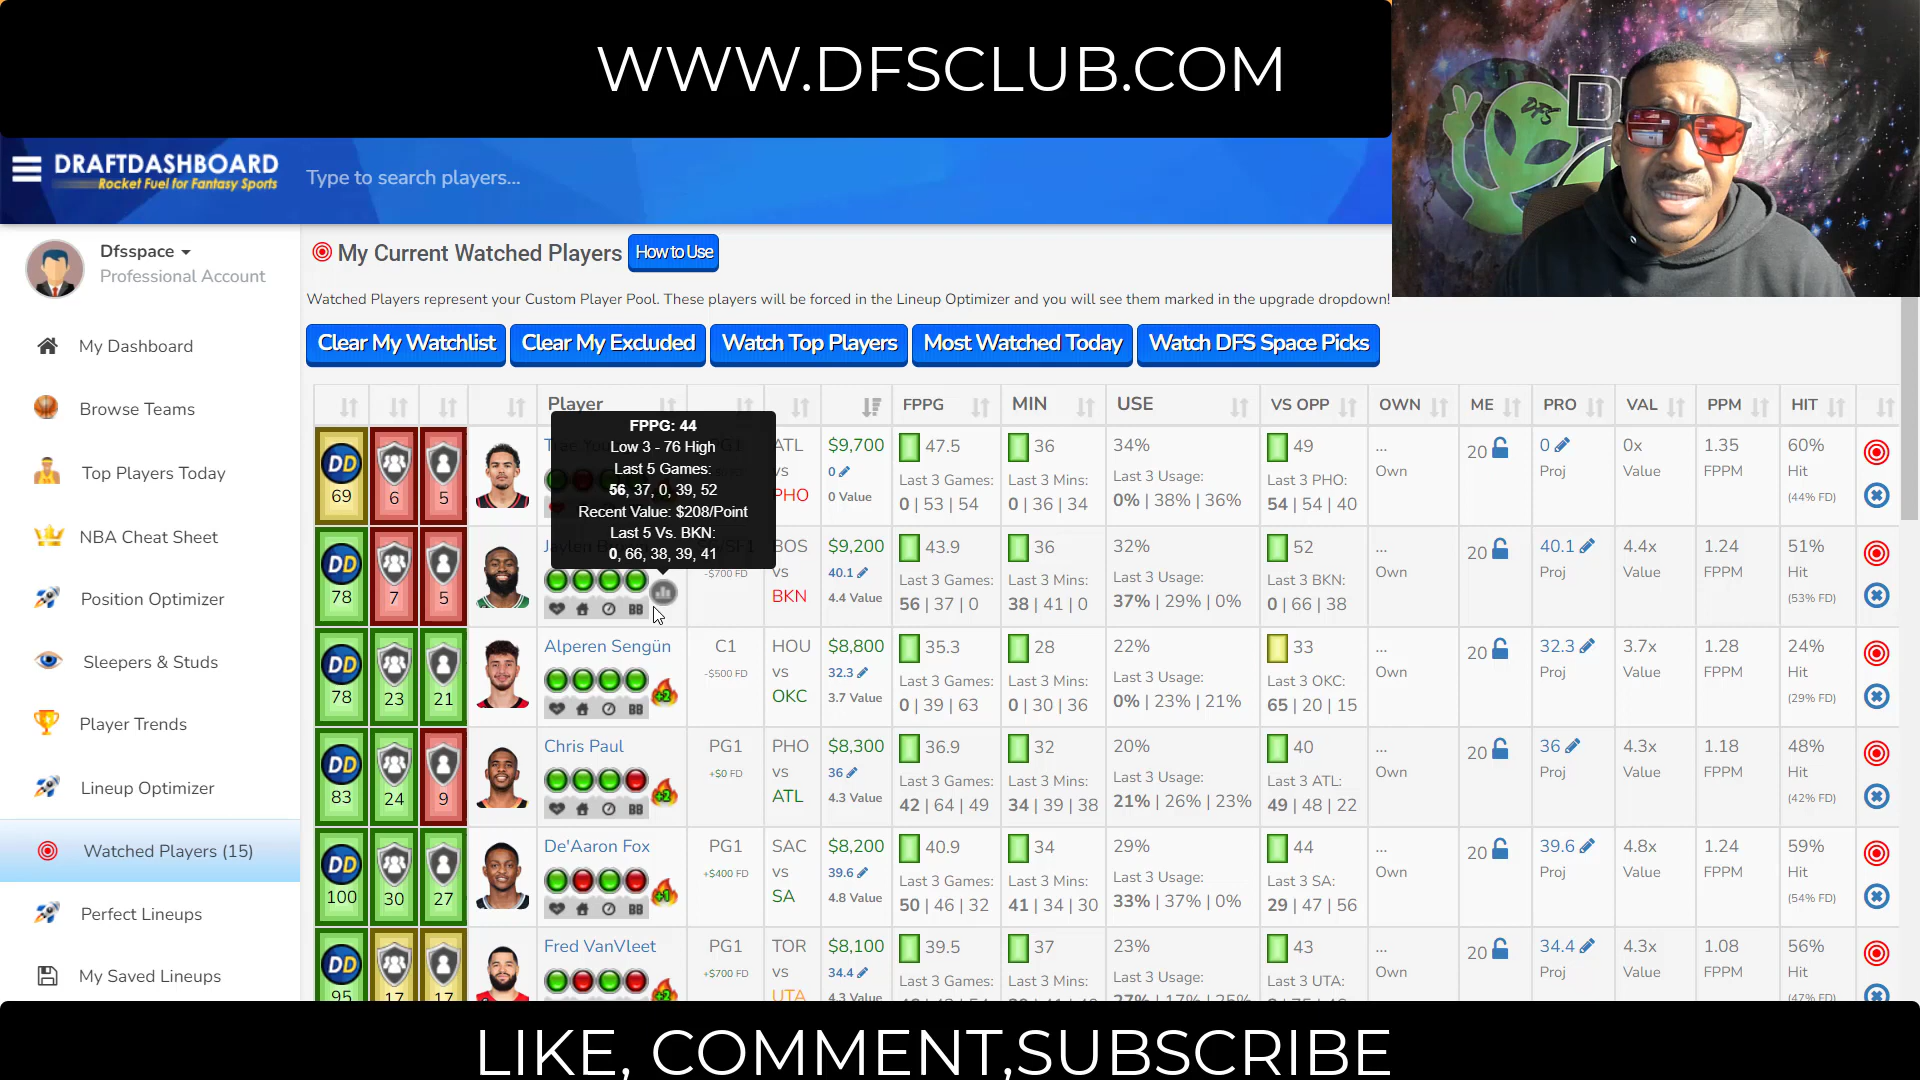 WWW.DFSCLUB.COM
DRAFTDASHBOARD
Rocket Fuel for Fantasy Sports
Type to search players...
Dfsspace
Professional Account
My Dashboard
Browse Teams
Top Players Today
NBA Cheat Sheet
Position Optimizer
Sleepers & Studs
Player Trends
Lineup Optimizer
Watched Players (15)
Perfect Lineups
My Saved Lineups
My Current Watched Players How to Use
Watched Players represent your Custom Player Pool. These players will be forced in the Lineup Optimizer and you will see them marked in the upgrade dropdown!
Clear My Watchlist Clear My Excluded Watch Top Players Most Watched Today Watch DFS Space Picks
Player FPPG MIN USE VS OPP OWN ME PRO VAL PPM HIT
FPPG: 44
Low 3 - 76 High
Last 5 Games:
56, 37, 0, 39, 52
Recent Value: $208/Point
Last 5 Vs. BKN:
0, 66, 38, 39, 41
DD ATL $9,700 47.5 36 34% 49 ... 20 0 0x 1.35 60%
vs 0 Last 3 Games: Last 3 Mins: Last 3 Usage: Last 3 PHO: Own Proj Value FPPM Hit
69 6 5 PHO 0 Value 0 | 53 | 54 0 | 36 | 34 0% | 38% | 36% 54 | 54 | 40 (44% FD)
DD BOS $9,200 43.9 36 32% 52 ... 20 40.1 4.4x 1.24 51%
-$700 FD vs 40.1 Last 3 Games: Last 3 Mins: Last 3 Usage: Last 3 BKN: Own Proj Value FPPM Hit
78 7 5 BB BKN 4.4 Value 56 | 37 | 0 38 | 41 | 0 37% | 29% | 0% 0 | 66 | 38 (53% FD)
DD Alperen Sengün C1 HOU $8,800 35.3 28 22% 33 ... 20 32.3 3.7x 1.28 24%
-$500 FD vs 32.3 Last 3 Games: Last 3 Mins: Last 3 Usage: Last 3 OKC: Own Proj Value FPPM Hit
78 23 21 BB +2 OKC 3.7 Value 0 | 39 | 63 0 | 30 | 36 0% | 23% | 21% 65 | 20 | 15 (29% FD)
DD Chris Paul PG1 PHO $8,300 36.9 32 20% 40 ... 20 36 4.3x 1.18 48%
+$0 FD vs 36 Last 3 Games: Last 3 Mins: Last 3 Usage: Last 3 ATL: Own Proj Value FPPM Hit
83 24 9 BB +2 ATL 4.3 Value 42 | 64 | 49 34 | 39 | 38 21% | 26% | 23% 49 | 48 | 22 (42% FD)
DD De'Aaron Fox PG1 SAC $8,200 40.9 34 29% 44 ... 20 39.6 4.8x 1.24 59%
+$400 FD vs 39.6 Last 3 Games: Last 3 Mins: Last 3 Usage: Last 3 SA: Own Proj Value FPPM Hit
100 30 27 BB +1 SA 4.8 Value 50 | 46 | 32 41 | 34 | 30 33% | 37% | 0% 29 | 47 | 56 (54% FD)
DD Fred VanVleet PG1 TOR $8,100 39.5 37 23% 43 ... 20 34.4 4.3x 1.08 56%
+$700 FD vs 34.4 Last 3 Games: Last 3 Mins: Last 3 Usage: Last 3 UTA: Own Proj Value FPPM Hit
95 17 17 +2 UTA 4.3 Value
LIKE, COMMENT,SUBSCRIBE